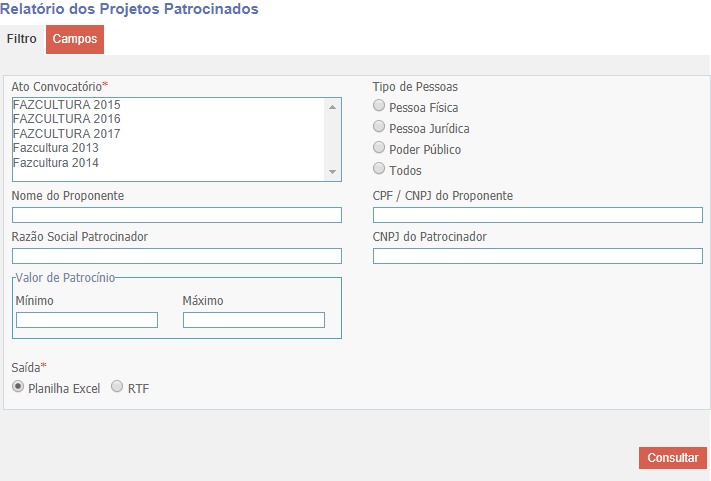 Relatório dos Projetos Patrocinados
Filtro Campos
Ato Convocatório*
FAZCULTURA 2015
FAZCULTURA 2016
FAZCULTURA 2017
Fazcultura 2013
Fazcultura 2014
Tipo de Pessoas
Pessoa Física
Pessoa Jurídica
Poder Público
Todos
Nome do Proponente
CPF / CNPJ do Proponente
Razão Social Patrocinador
CNPJ do Patrocinador
Valor de Patrocínio
Mínimo Máximo
Saída*
Planilha Excel RTF
Consultar